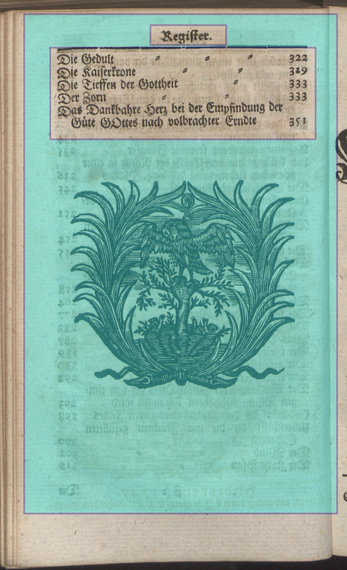 Register.
Die Gedult 322
Die Kaiserkrone 329
Die Tieffen der Gottheit 333
Der Zorn 333
Das Dankbahre Herz bei der Empfindung der
Güte GOttes nach volbrachter Erndte 351